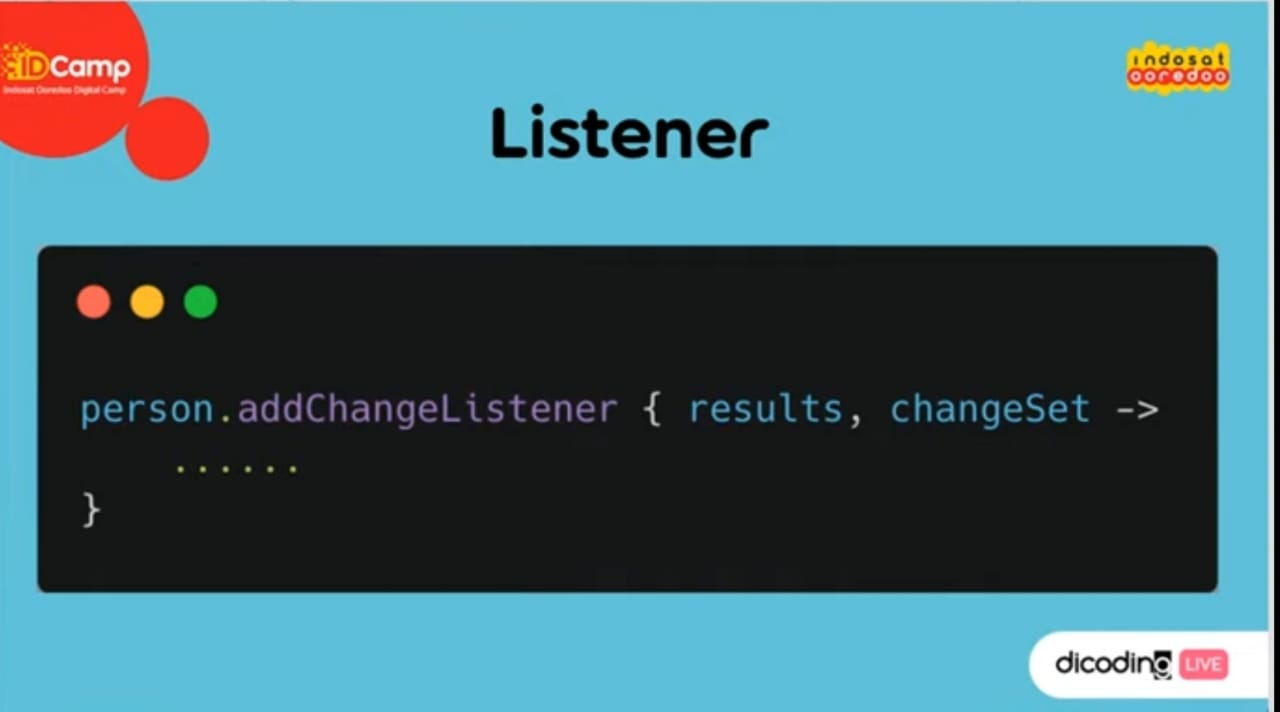 iDCamp
Indosat Ooredoo Digital Camp
indosat
ooredoo
Listener
person.addChangeListener { results, changeSet ->
......
}
dicoding LIVE